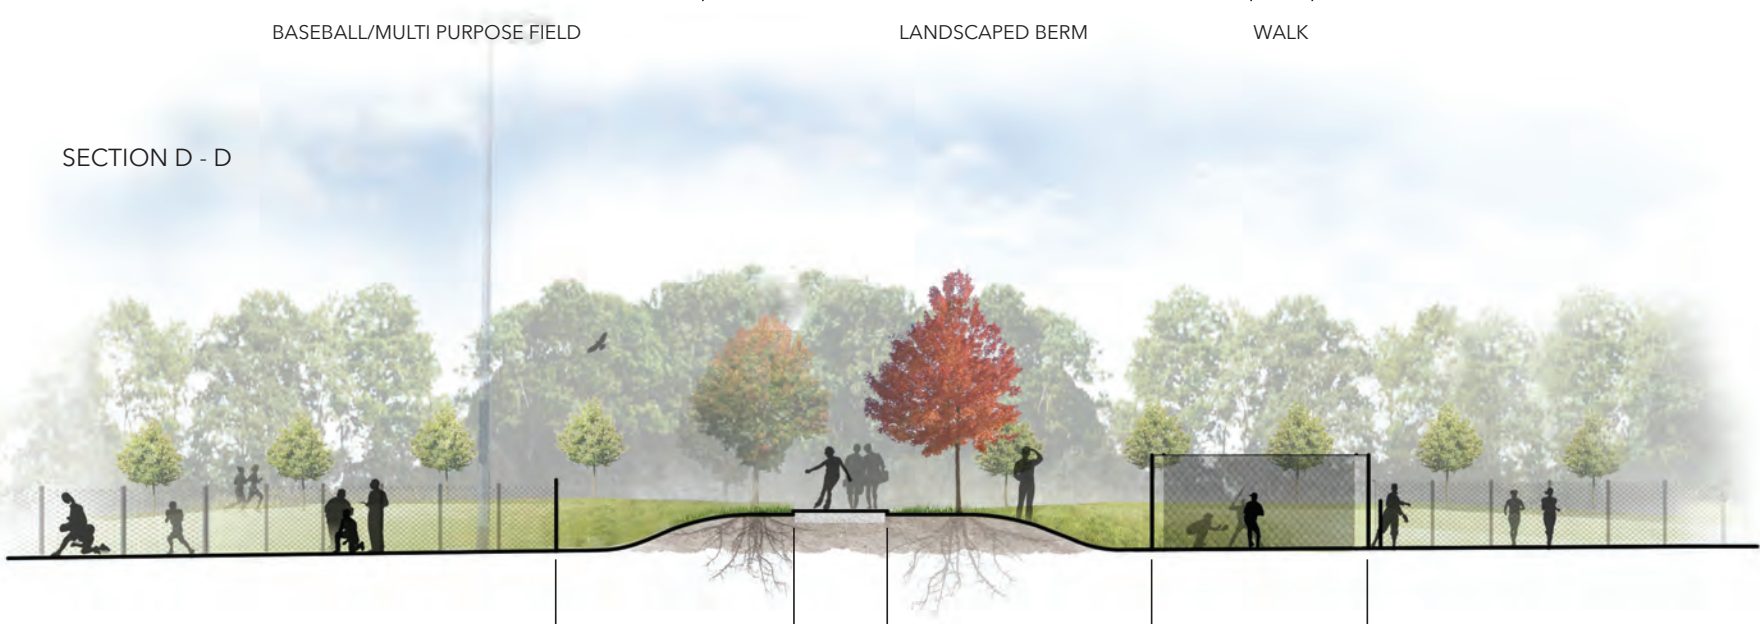 BASEBALL/MULTI PURPOSE FIELD
LANDSCAPED BERM
WALK
SECTION D - D